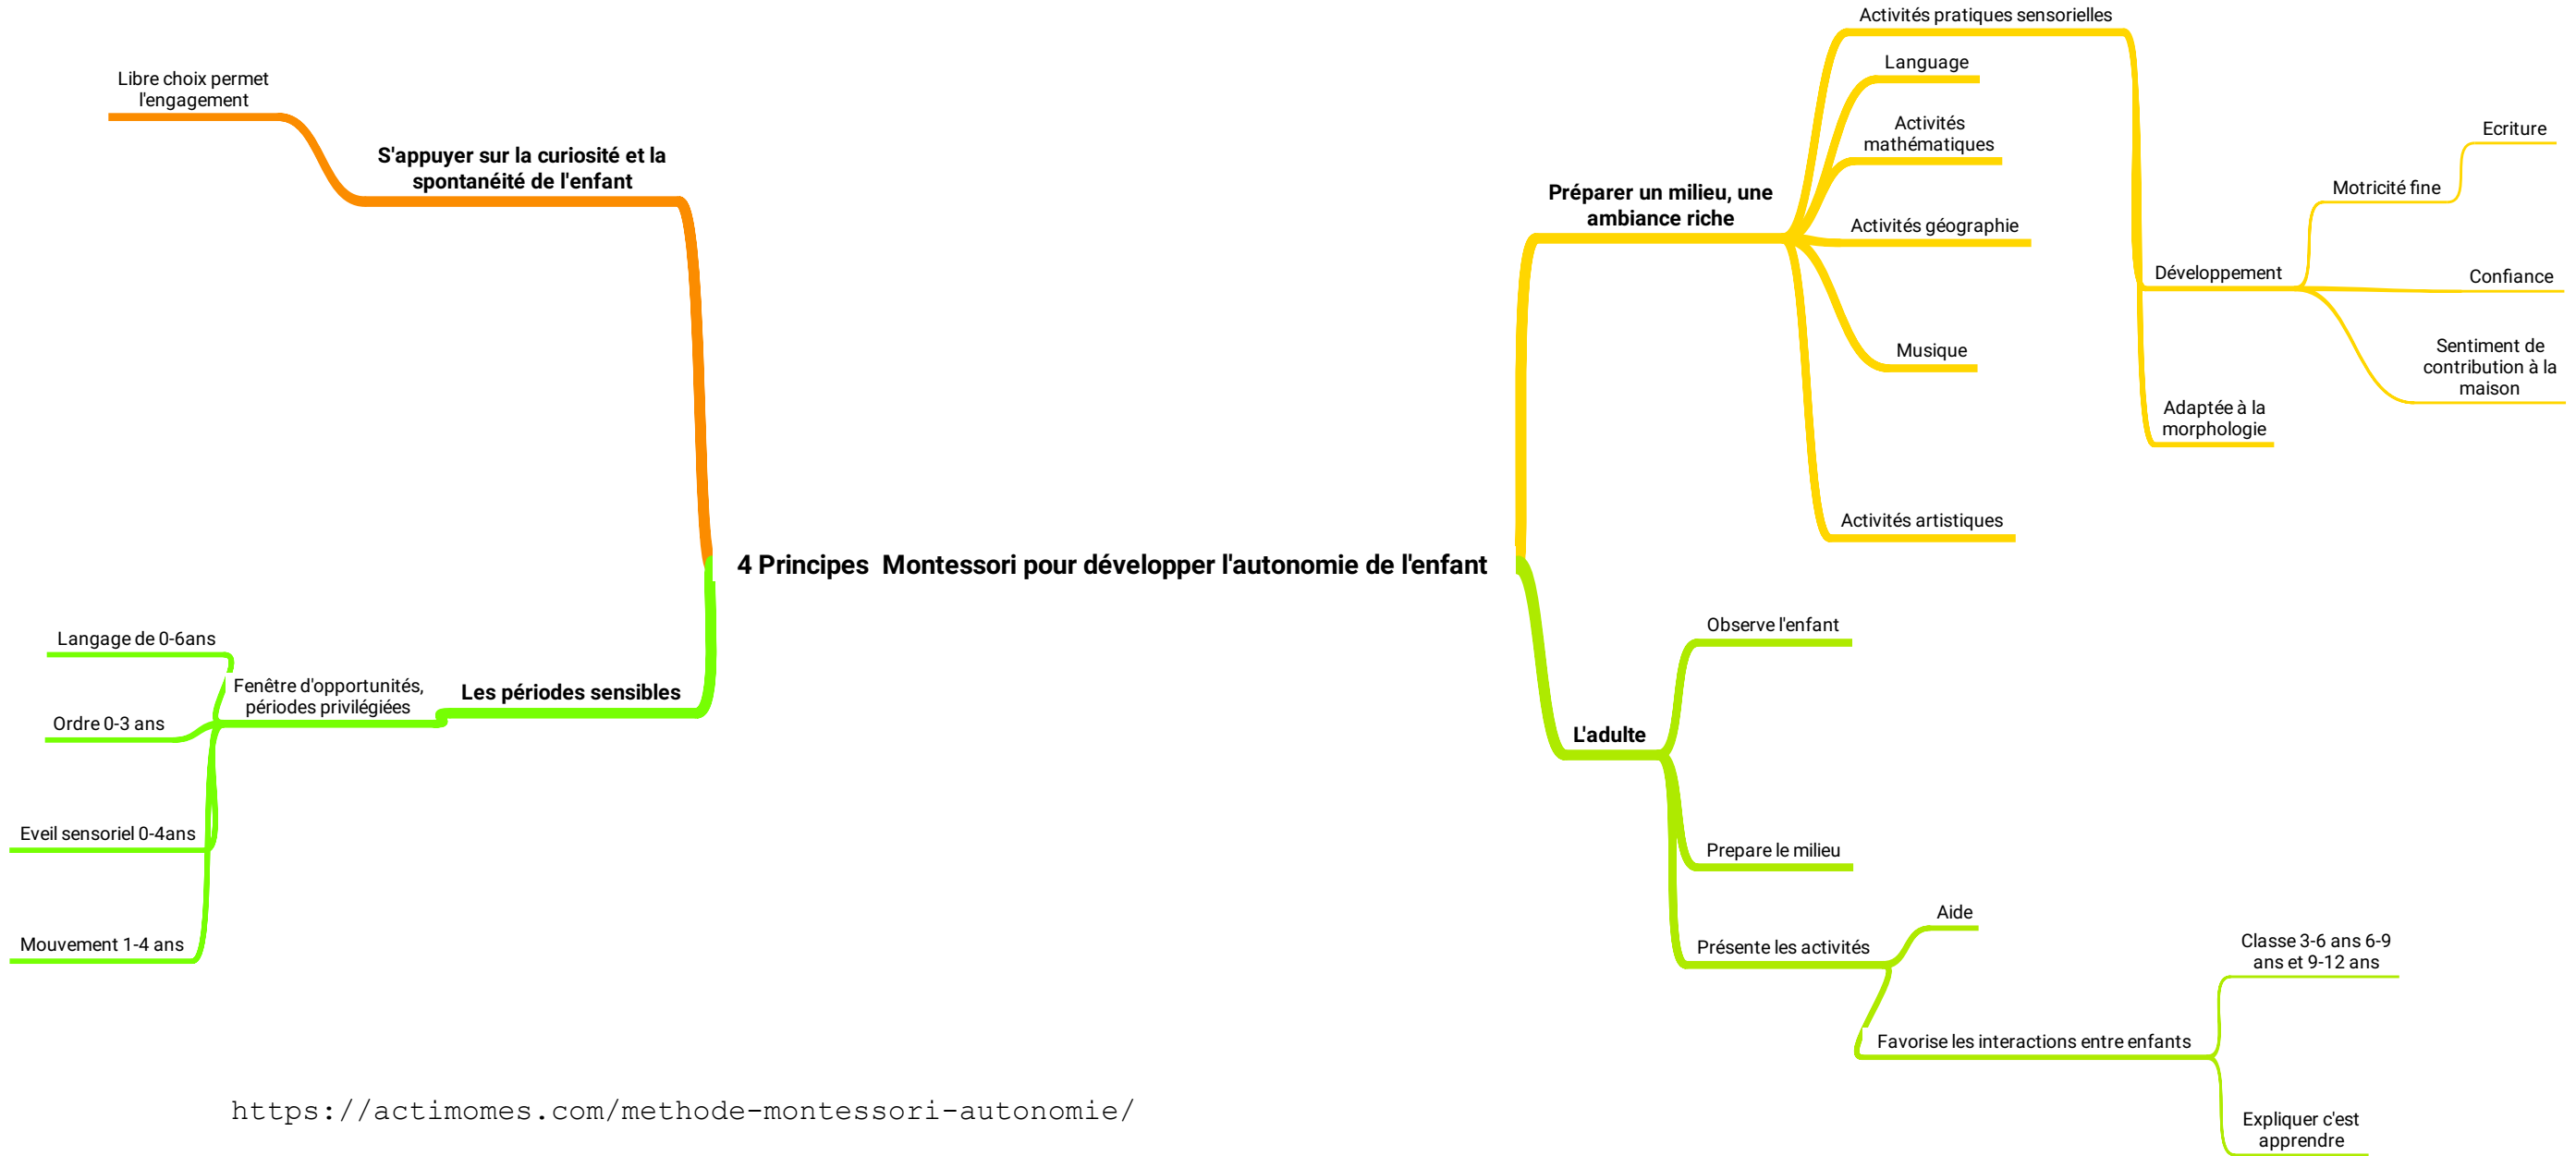 4 Principes  Montessori pour développer l'autonomie de l'enfant
S'appuyer sur la curiosité et la
spontanéité de l'enfant
Libre choix permet
l'engagement
Les périodes sensibles
Fenêtre d'opportunités,
périodes privilégiées
Langage de 0-6ans
Ordre 0-3 ans
Eveil sensoriel 0-4ans
Mouvement 1-4 ans
Préparer un milieu, une
ambiance riche
Activités pratiques sensorielles
Développement
Motricité fine
Ecriture
Confiance
Sentiment de
contribution à la
maison
Adaptée à la
morphologie
Language
Activités
mathématiques
Activités géographie
Musique
Activités artistiques
L'adulte
Observe l'enfant
Prepare le milieu
Présente les activités
Aide
Favorise les interactions entre enfants
Classe 3-6 ans 6-9
ans et 9-12 ans
Expliquer c'est
apprendre
https://actimomes.com/methode-montessori-autonomie/